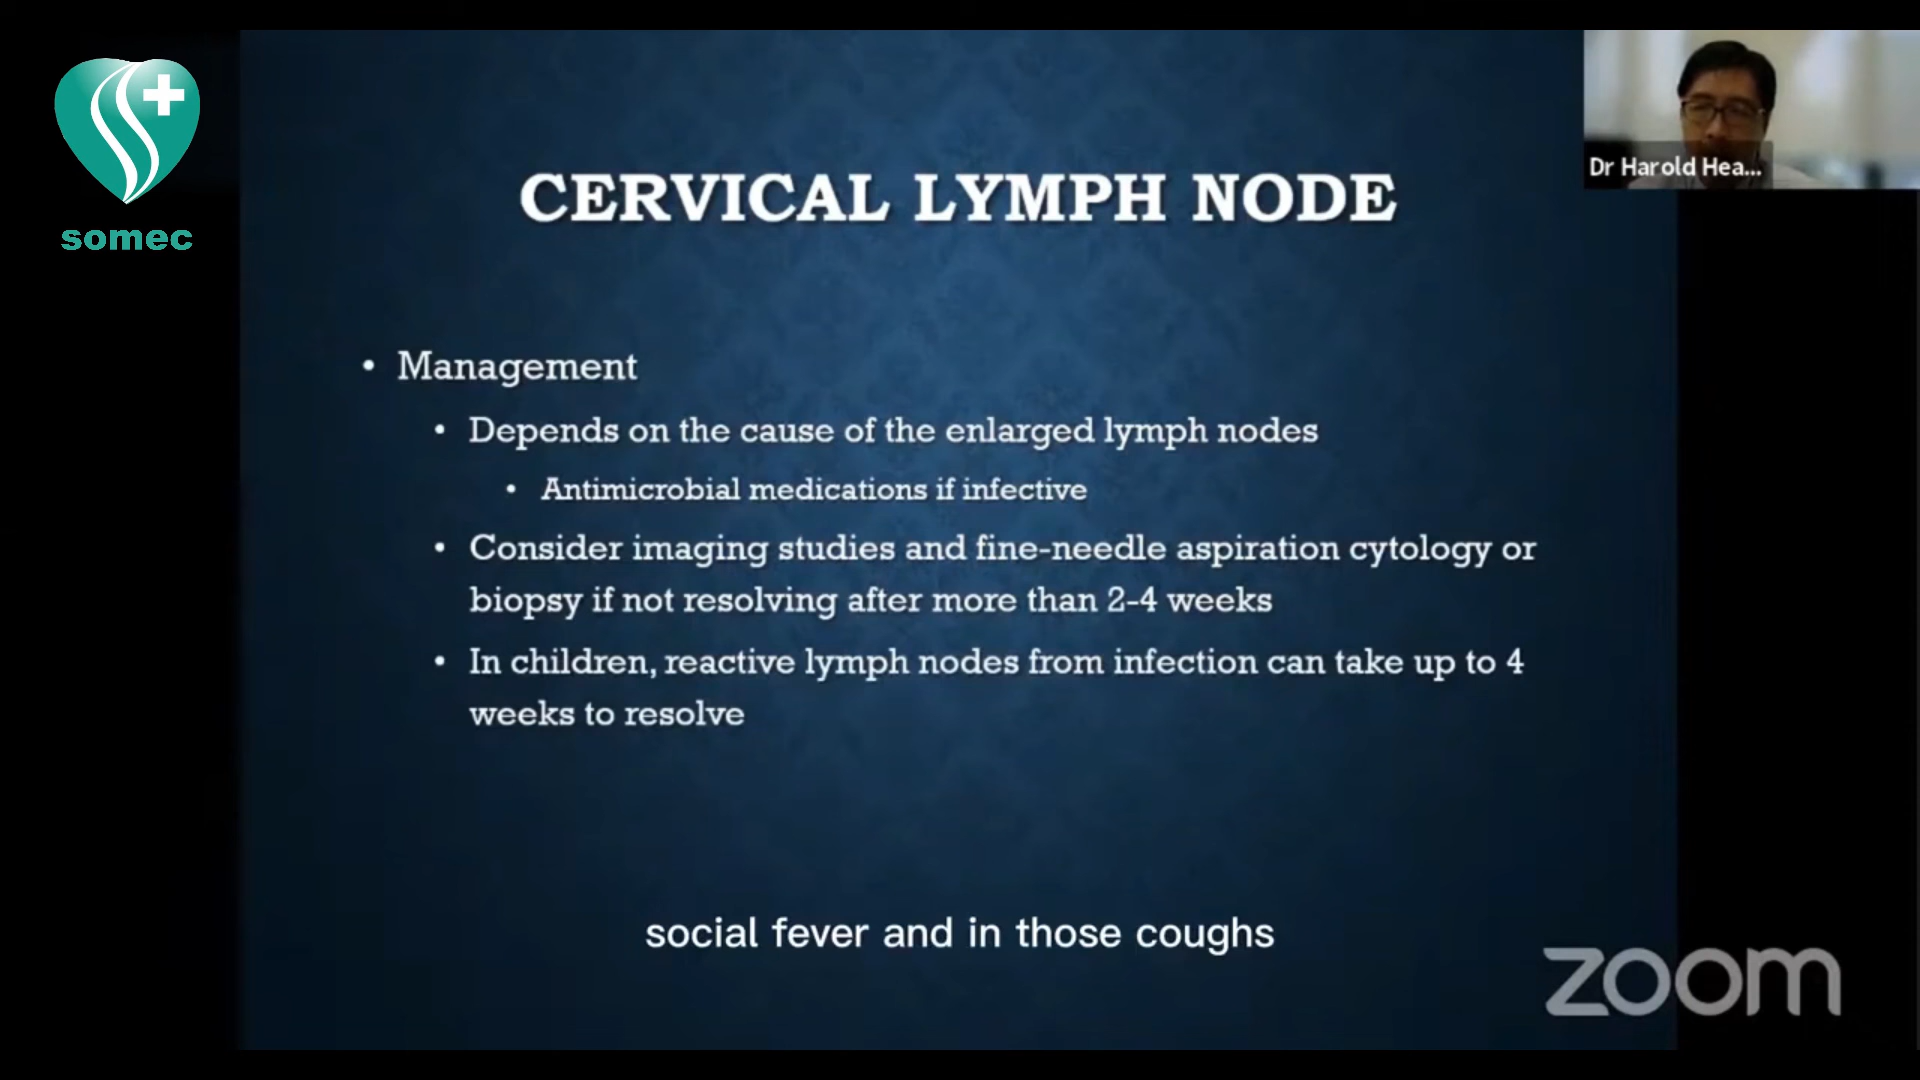 somec
Dr Harold Hea...
CERVICAL LYMPH NODE
• Management
• Depends on the cause of the enlarged lymph nodes
• Antimicrobial medications if infective
• Consider imaging studies and fine-needle aspiration cytology or
biopsy if not resolving after more than 2-4 weeks
• In children, reactive lymph nodes from infection can take up to 4
weeks to resolve
social fever and in those coughs
zoom